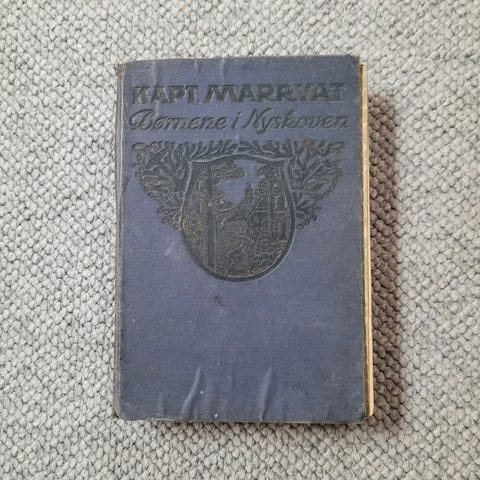 KAPT. MARRYAT
Børnene i Nyskoven